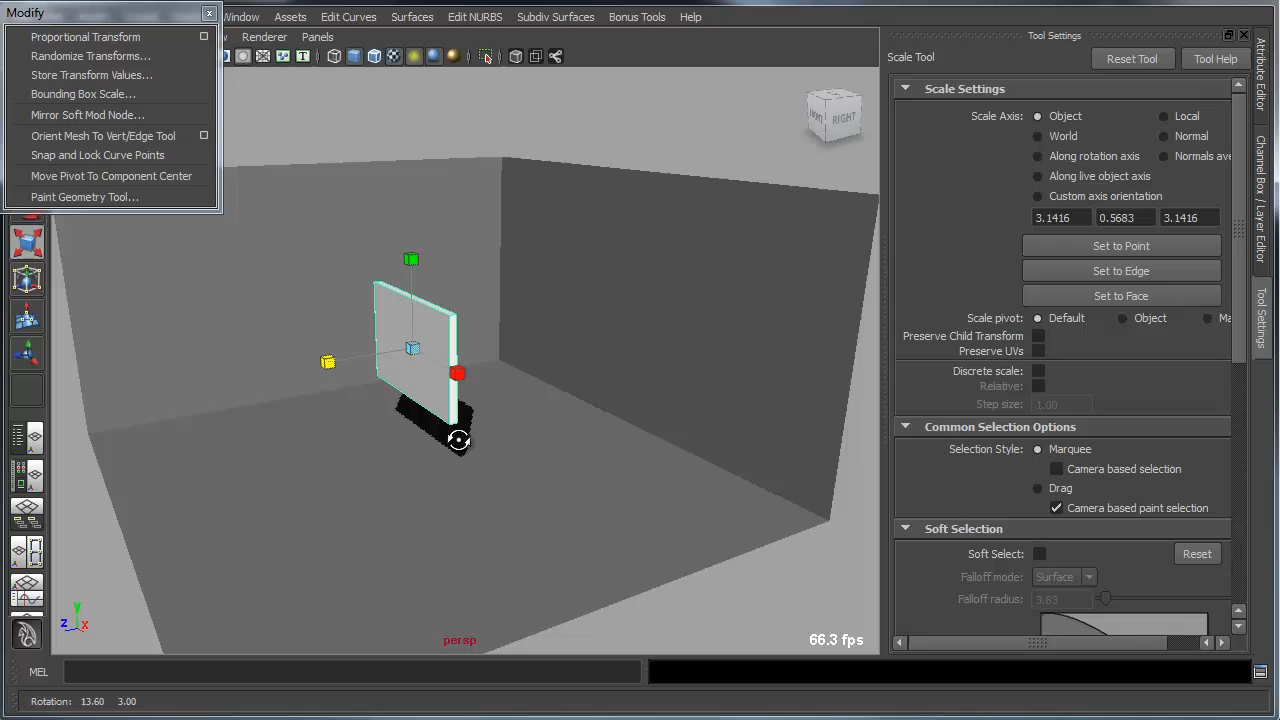 Modify
Window Assets Edit Curves Surfaces Edit NURBS Subdiv Surfaces Bonus Tools Help
Renderer Panels
Proportional Transform
Randomize Transforms...
Store Transform Values...
Bounding Box Scale...
Mirror Soft Mod Node...
Orient Mesh To Vert/Edge Tool
Snap and Lock Curve Points
Move Pivot To Component Center
Paint Geometry Tool...
RIGHT
y
z x
persp
66.3 fps
Tool Settings
Scale Tool
Reset Tool Tool Help
Scale Settings
Scale Axis: Object Local
World Normal
Along rotation axis Normals ave
Along live object axis
Custom axis orientation
3.1416 0.5683 3.1416
Set to Point
Set to Edge
Set to Face
Scale pivot: Default Object Ma
Preserve Child Transform
Preserve UVs
Discrete scale:
Relative:
Step size: 1.00
Common Selection Options
Selection Style: Marquee
Camera based selection
Drag
Camera based paint selection
Soft Selection
Soft Select: Reset
Falloff mode: Surface
Falloff radius: 3.83
Attribute Editor
Channel Box / Layer Editor
Tool Settings
MEL
Rotation: 13.60 3.00